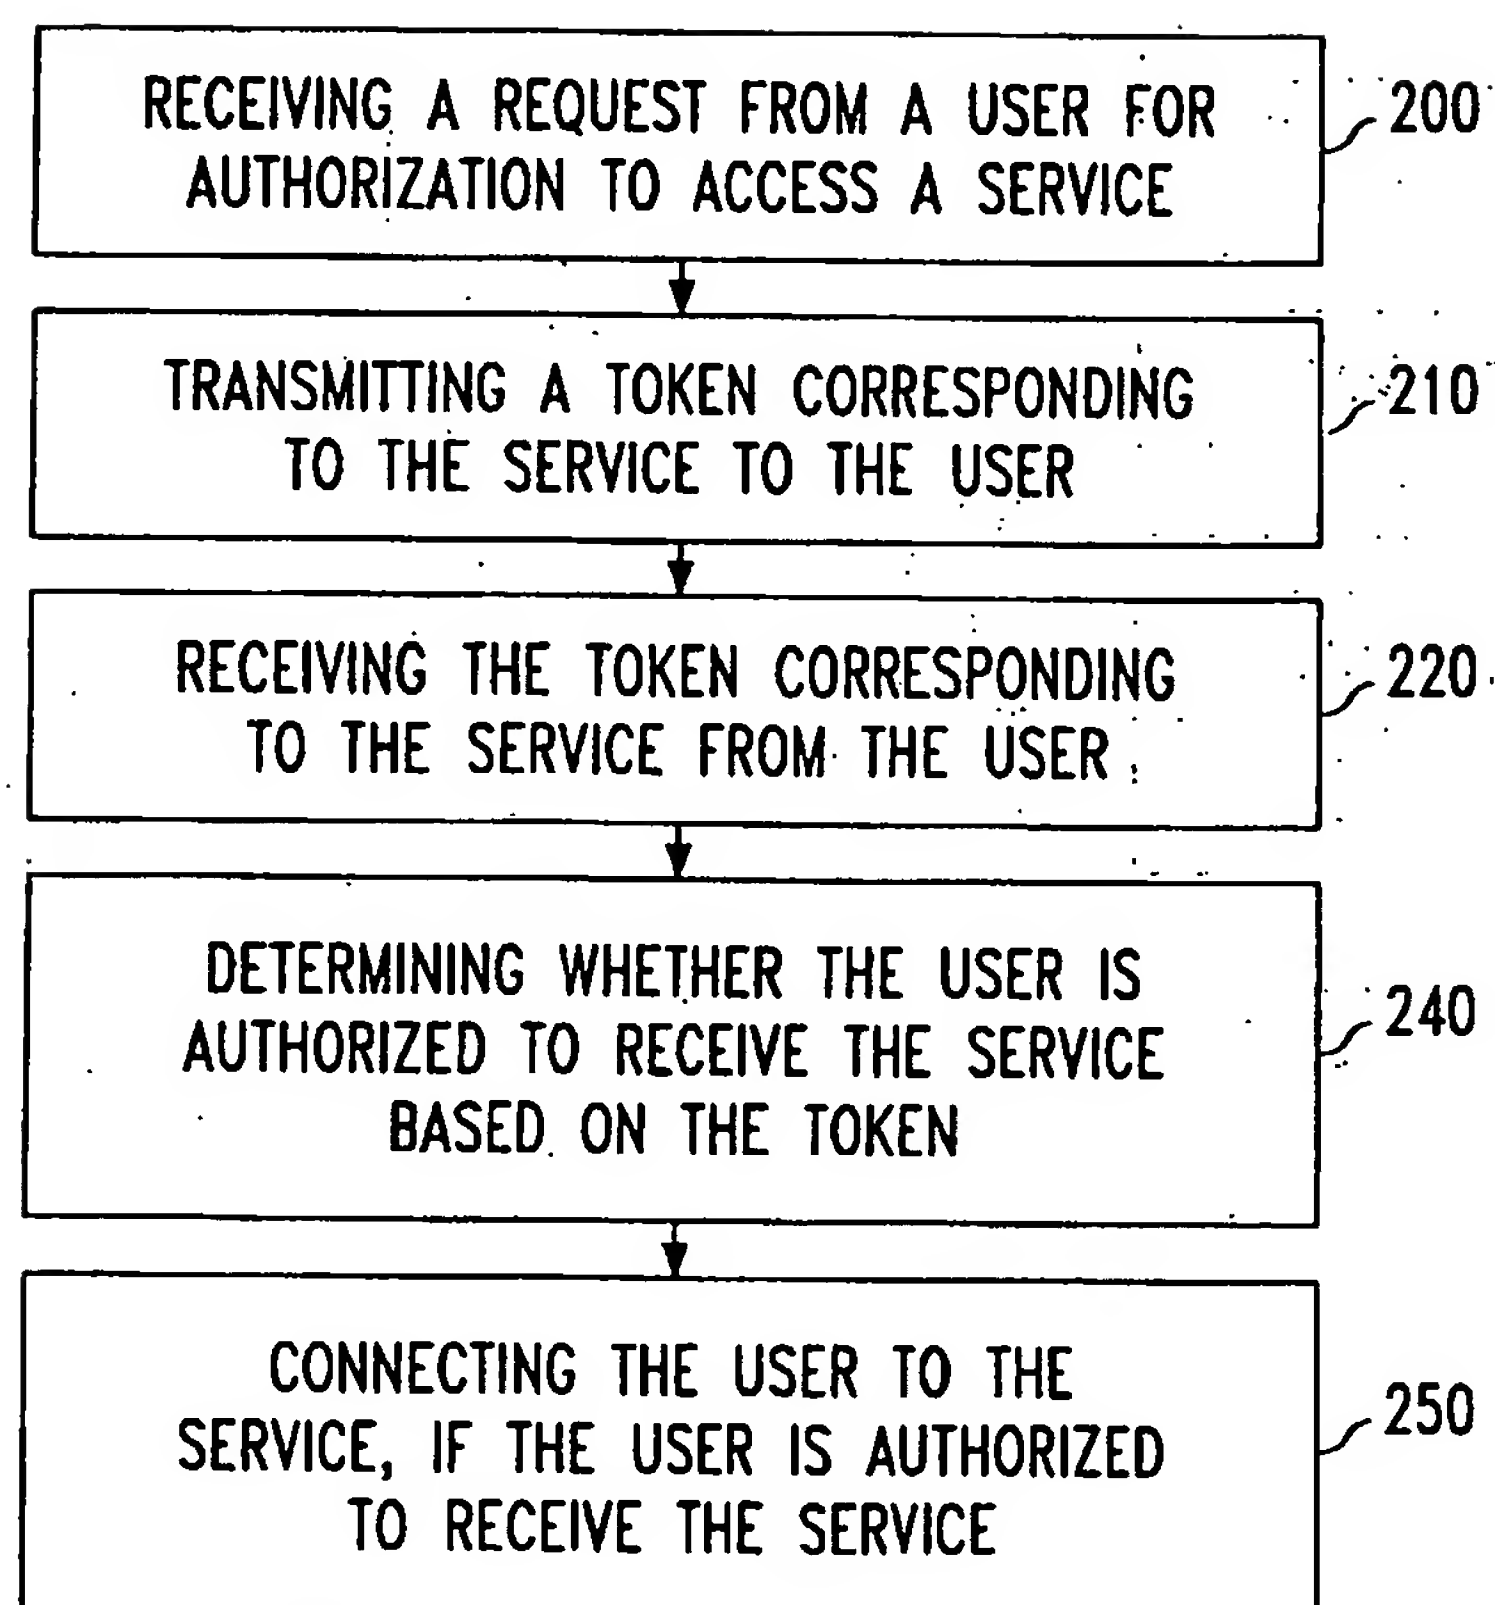 RECEIVING A REQUEST FROM A USER FOR
AUTHORIZATION TO ACCESS A SERVICE
200
TRANSMITTING A TOKEN CORRESPONDING
TO THE SERVICE TO THE USER
210
RECEIVING THE TOKEN CORRESPONDING
TO THE SERVICE FROM THE USER
220
DETERMINING WHETHER THE USER IS
AUTHORIZED TO RECEIVE THE SERVICE
BASED ON THE TOKEN
240
CONNECTING THE USER TO THE
SERVICE, IF THE USER IS AUTHORIZED
TO RECEIVE THE SERVICE
250